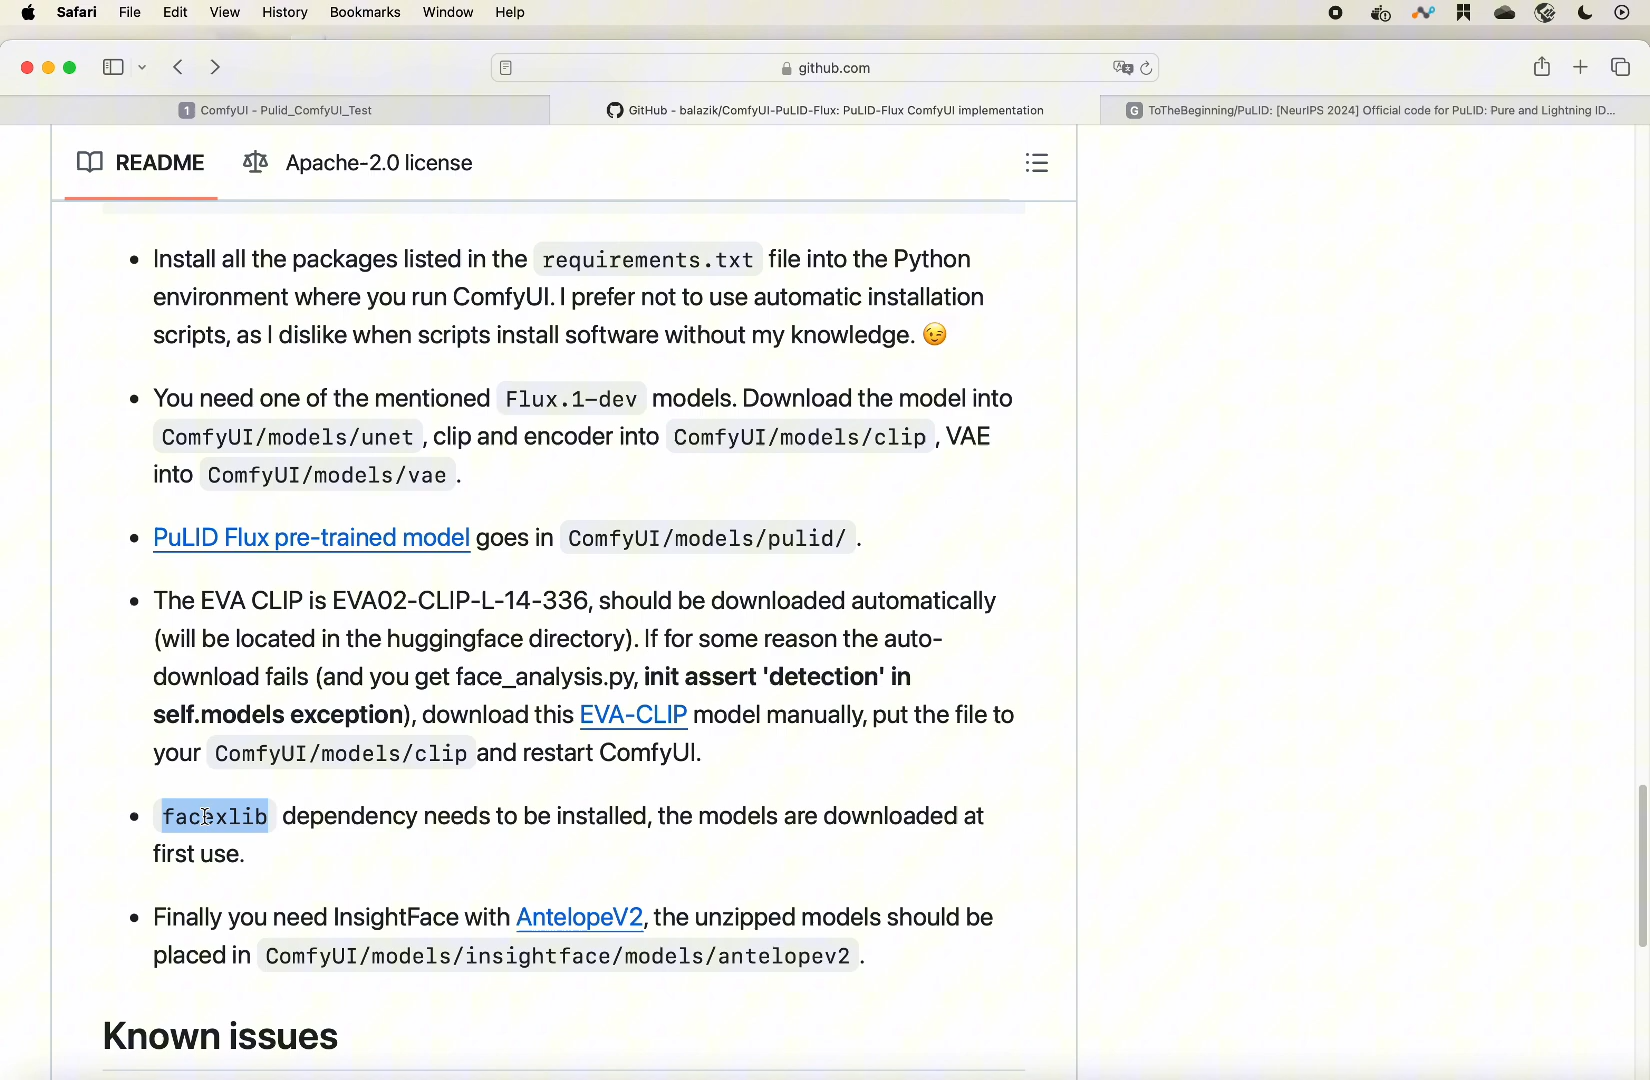 Safari File Edit View History Bookmarks Window Help
github.com
1 ComfyUI - Pulid_ComfyUI_Test
GitHub - balazik/ComfyUI-PuLID-Flux: PuLID-Flux ComfyUI implementation
G ToTheBeginning/PuLID: [NeurIPS 2024] Official code for PuLID: Pure and Lightning ID...
README Apache-2.0 license
• Install all the packages listed in the requirements.txt file into the Python
environment where you run ComfyUI. I prefer not to use automatic installation
scripts, as I dislike when scripts install software without my knowledge. 😉
• You need one of the mentioned Flux.1-dev models. Download the model into
ComfyUI/models/unet , clip and encoder into ComfyUI/models/clip , VAE
into ComfyUI/models/vae .
• PuLID Flux pre-trained model goes in ComfyUI/models/pulid/ .
• The EVA CLIP is EVA02-CLIP-L-14-336, should be downloaded automatically
(will be located in the huggingface directory). If for some reason the auto-
download fails (and you get face_analysis.py, init assert 'detection' in
self.models exception), download this EVA-CLIP model manually, put the file to
your ComfyUI/models/clip and restart ComfyUI.
• facexlib dependency needs to be installed, the models are downloaded at
first use.
• Finally you need InsightFace with AntelopeV2, the unzipped models should be
placed in ComfyUI/models/insightface/models/antelopev2 .
Known issues